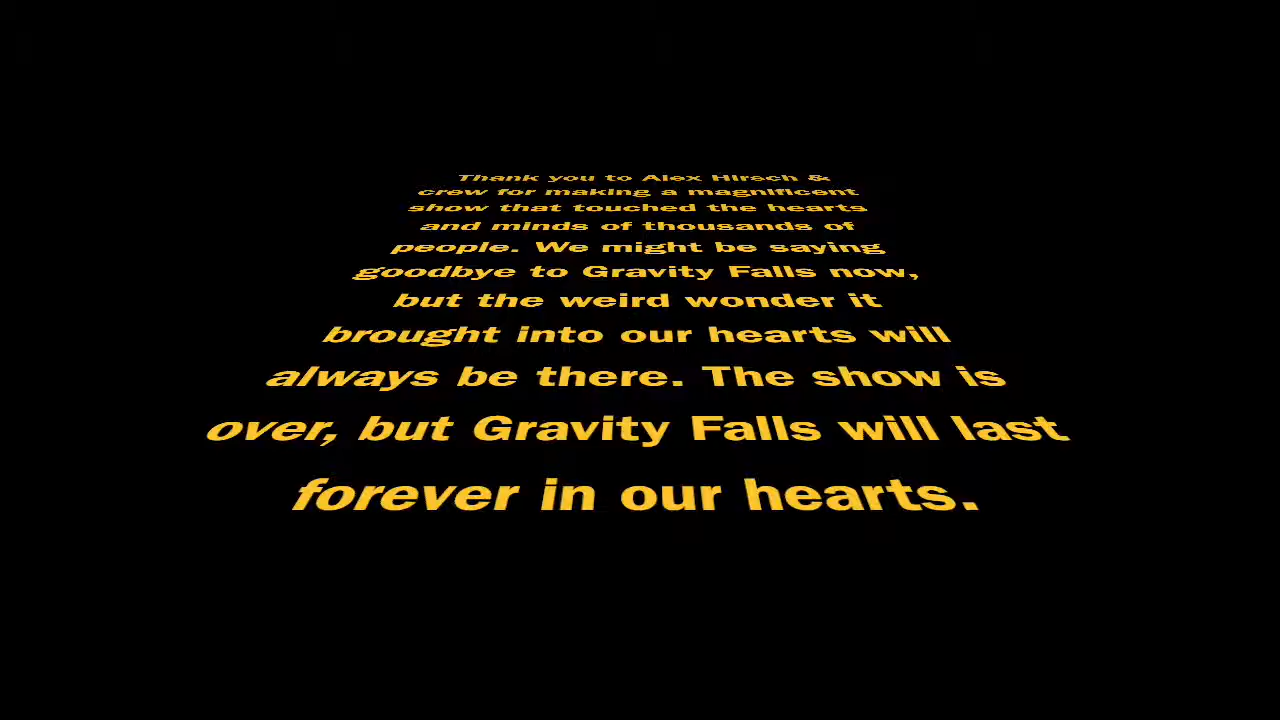 Thank you to Alex Hirsch &
crew for making a magnificent
show that touched the hearts
and minds of thousands of
people. We might be saying
goodbye to Gravity Falls now,
but the weird wonder it
brought into our hearts will
always be there. The show is
over, but Gravity Falls will last
forever in our hearts.